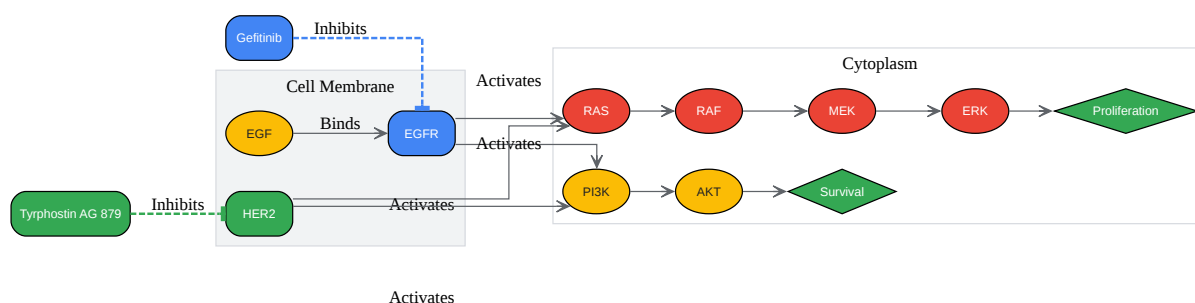 Gefitinib
Inhibits
Cytoplasm
Cell Membrane
Activates
RAS
RAF
MEK
ERK
Proliferation
EGF
Binds
EGFR
Activates
Tyrphostin AG 879
Inhibits
HER2
Activates
PI3K
AKT
Survival
Activates